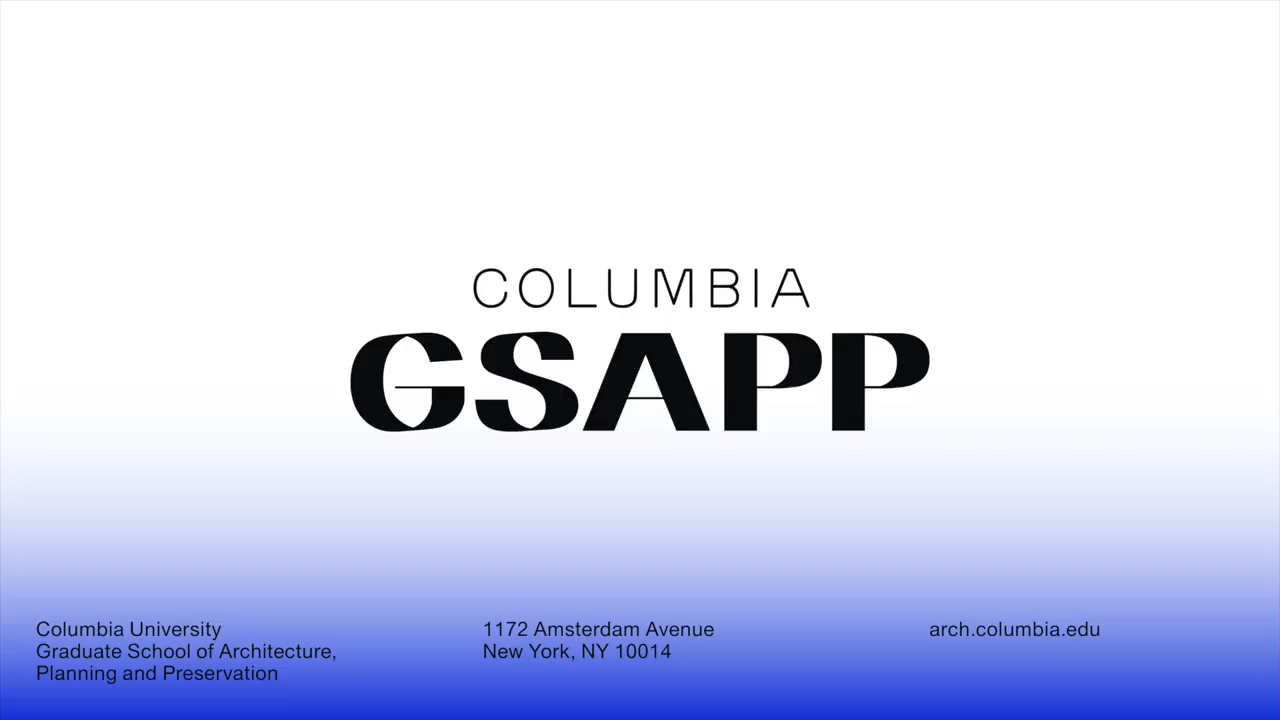 COLUMBIA
GSAPP
Columbia University
Graduate School of Architecture,
Planning and Preservation
1172 Amsterdam Avenue
New York, NY 10014
arch.columbia.edu